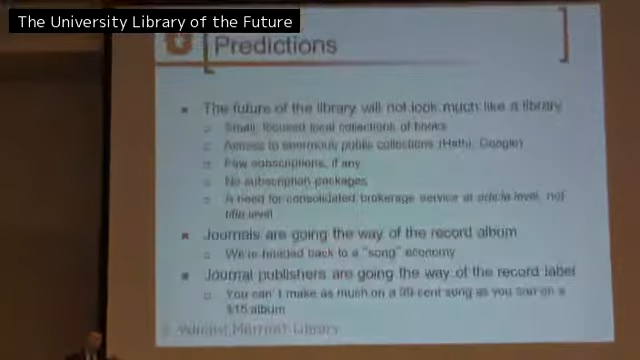 The University Library of the Future
Predictions
The future of the library will not look much like a library
Small, focused local collections of books
Access to enormous public collections (Hathi, Google)
Few subscriptions, if any
No subscription packages
A need for consolidated brokerage service at article level, not
title level
Journals are going the way of the record album
We're headed back to a "song" economy
Journal publishers are going the way of the record label
You can't make as much on a 99 cent song as you can on a
$15 album
Marriott Library